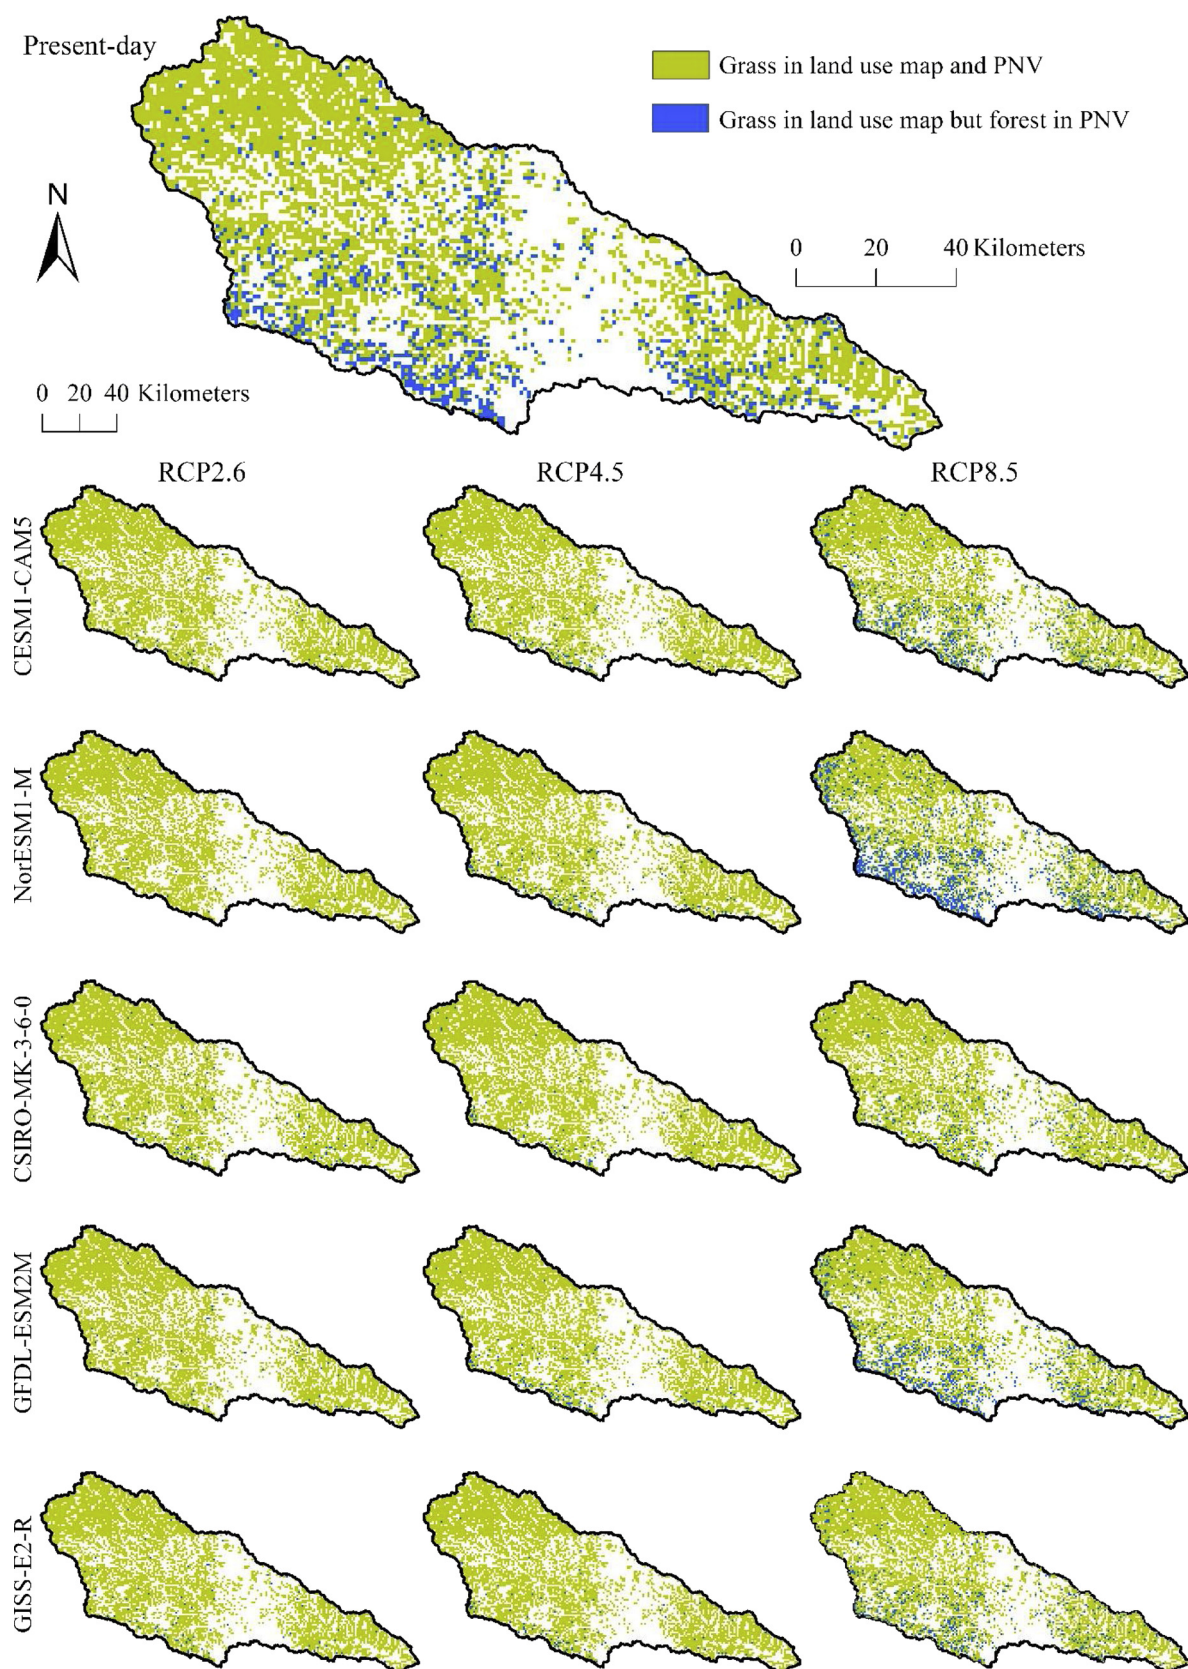 Present-day
Grass in land use map and PNV
Grass in land use map but forest in PNV
N
0 20 40 Kilometers
0 20 40 Kilometers
RCP2.6 RCP4.5 RCP8.5
CESM1-CAM5
NorESM1-M
CSIRO-MK-3-6-0
GFDL-ESM2M
GISS-E2-R